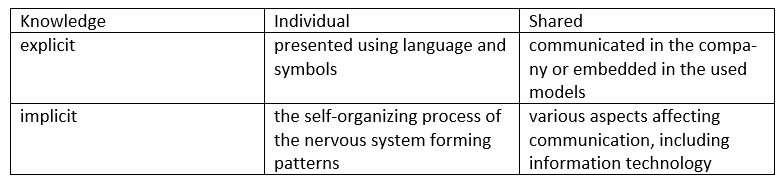 Knowledge Individual Shared
explicit presented using language and communicated in the compa-
symbols ny or embedded in the used
models
implicit the self-organizing process of various aspects affecting
the nervous system forming communication, including
patterns information technology